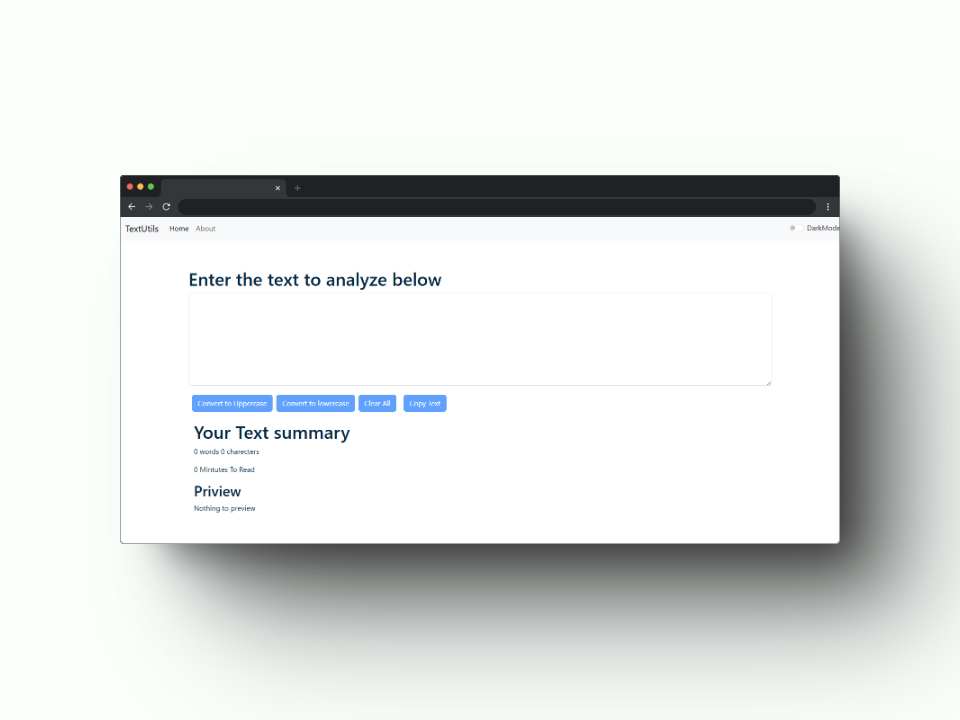 TextUtils Home About DarkMode
Enter the text to analyze below
Convert to Uppercase Convert to lowercase Clear All Copy Text
Your Text summary
0 words 0 charecters
0 Mintutes To Read
Priview
Nothing to preview